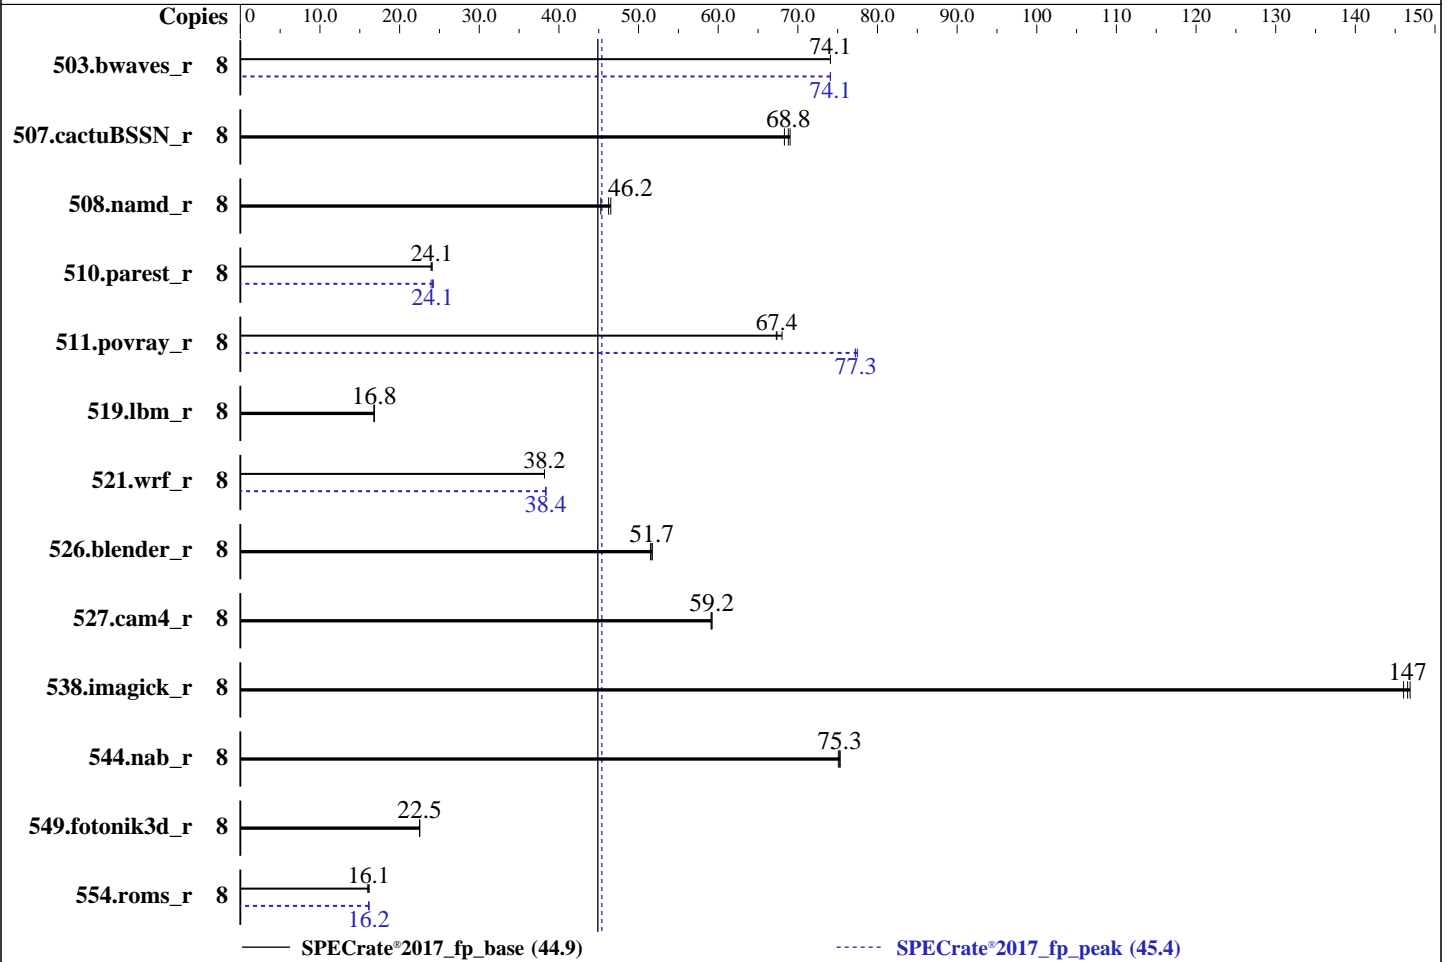 Copies 0 10.0 20.0 30.0 40.0 50.0 60.0 70.0 80.0 90.0 100 110 120 130 140 150
503.bwaves_r 8 74.1
74.1
507.cactuBSSN_r 8 68.8
508.namd_r 8 46.2
510.parest_r 8 24.1
24.1
511.povray_r 8 67.4
77.3
519.lbm_r 8 16.8
521.wrf_r 8 38.2
38.4
526.blender_r 8 51.7
527.cam4_r 8 59.2
538.imagick_r 8 147
544.nab_r 8 75.3
549.fotonik3d_r 8 22.5
554.roms_r 8 16.1
16.2
SPECrate®2017_fp_base (44.9) SPECrate®2017_fp_peak (45.4)